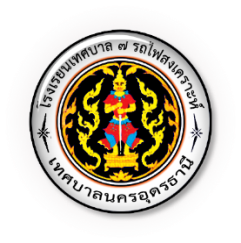 โรงเรียนเทศบาล ๗ รถไฟสงเคราะห์
เทศบาลนครอุดรธานี